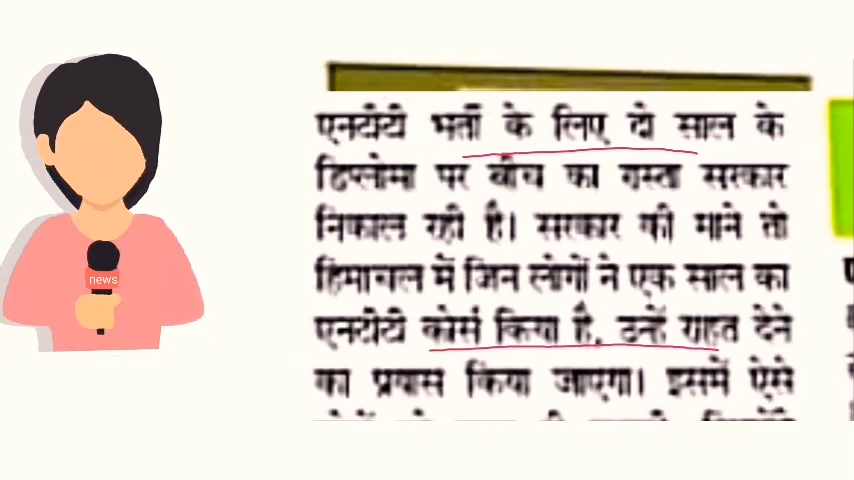 news
एनटीटी भर्ती के लिए दो साल के
डिप्लोमा पर बीच का रास्ता सरकार
निकाल रही है। सरकार की माने तो
हिमाचल में जिन लोगों ने एक साल का
एनटीटी कोर्स किया है, उन्हें राहत देने
का प्रयास किया जाएगा। इसमें ऐसे